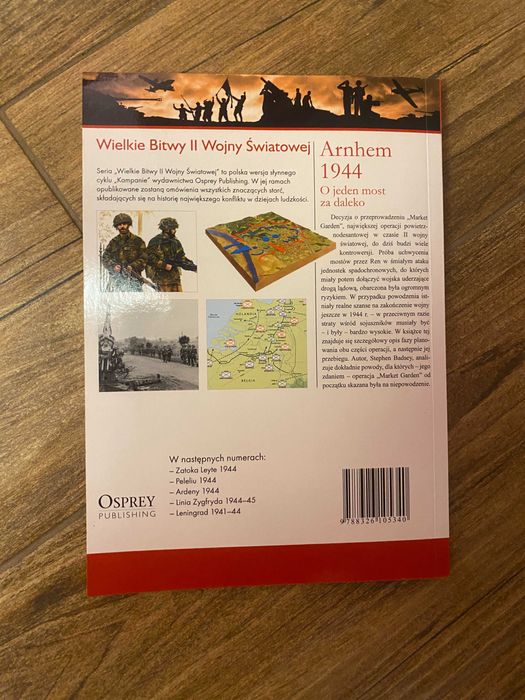 Wielkie Bitwy II Wojny Światowej
Seria „Wielkie Bitwy II Wojny Światowej” to polska wersja słynnego
cyklu „Kampanie” wydawnictwa Osprey Publishing. W jej ramach
opublikowane zostaną omówienia wszystkich znaczących starć,
składających się na historię największego konfliktu w dziejach ludzkości.
HOLANDIA
BELGIA
Arnhem
1944
O jeden most
za daleko
Decyzja o przeprowadzeniu „Market
Garden”, największej operacji powietrz-
nodesantowej w czasie II wojny
światowej, do dziś budzi wiele
kontrowersji. Próba uchwycenia
mostów przez Ren w śmiałym ataku
jednostek spadochronowych, do których
miały potem dołączyć wojska uderzające
drogą lądową, obarczona była ogromnym
ryzykiem. W przypadku powodzenia ist-
niały realne szanse na zakończenie wojny
jeszcze w 1944 r. – w przeciwnym razie
straty wśród sojuszników musiały być
– i były – bardzo wysokie. W książce tej
znajduje się szczegółowy opis fazy plano-
wania obu części operacji, a następnie jej
przebiegu. Autor, Stephen Badsey, anali-
zuje dokładnie powody, dla których – jego
zdaniem – operacja „Market Garden” od
początku skazana była na niepowodzenie.
W następnych numerach:
– Zatoka Leyte 1944
– Peleliu 1944
– Ardeny 1944
– Linia Zygfryda 1944–45
– Leningrad 1941–44
OSPREY
PUBLISHING
9 788326 105340